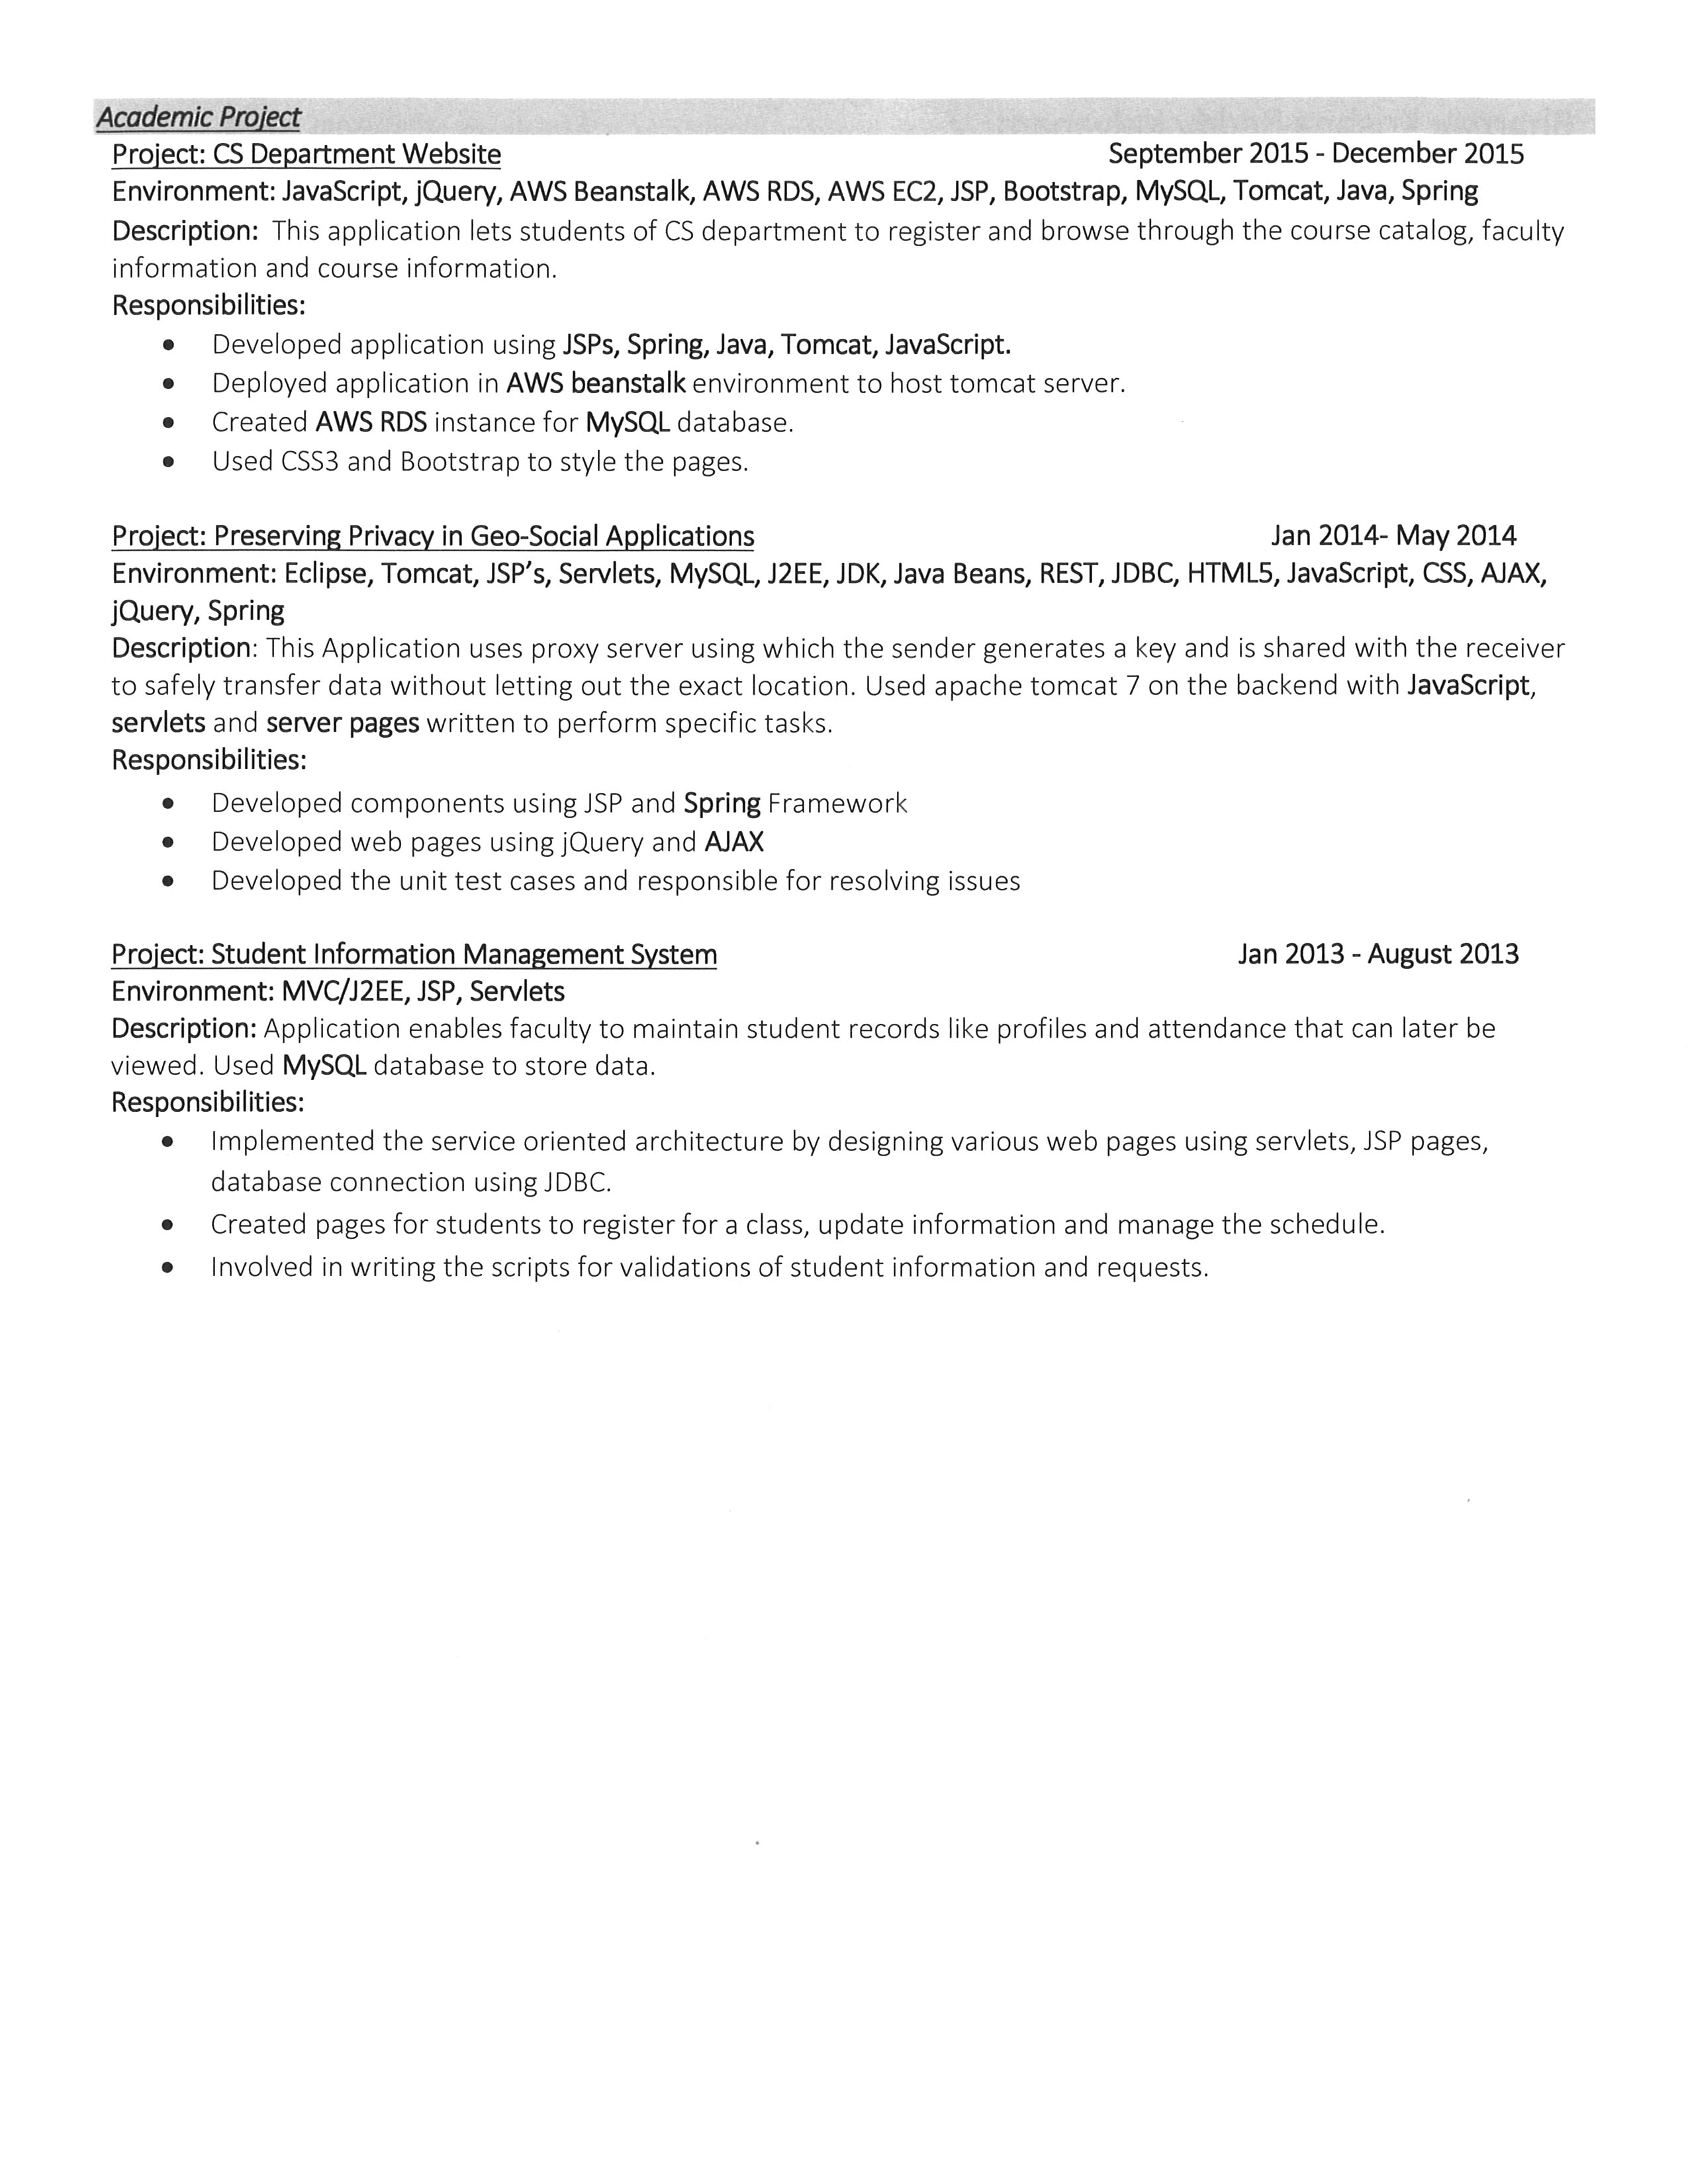 Academic Project
Project: CS Department Website September 2015 - December 2015
Environment: JavaScript, jQuery, AWS Beanstalk, AWS RDS, AWS EC2, JSP, Bootstrap, MySQL, Tomcat, Java, Spring
Description: This application lets students of CS department to register and browse through the course catalog, faculty
information and course information.
Responsibilities:
• Developed application using JSPs, Spring, Java, Tomcat, JavaScript.
• Deployed application in AWS beanstalk environment to host tomcat server.
• Created AWS RDS instance for MySQL database.
• Used CSS3 and Bootstrap to style the pages.
Project: Preserving Privacy in Geo-Social Applications Jan 2014- May 2014
Environment: Eclipse, Tomcat, JSP's, Servlets, MySQL, J2EE, JDK, Java Beans, REST, JDBC, HTML5, JavaScript, CSS, AJAX,
jQuery, Spring
Description: This Application uses proxy server using which the sender generates a key and is shared with the receiver
to safely transfer data without letting out the exact location. Used apache tomcat 7 on the backend with JavaScript,
servlets and server pages written to perform specific tasks.
Responsibilities:
• Developed components using JSP and Spring Framework
• Developed web pages using jQuery and AJAX
• Developed the unit test cases and responsible for resolving issues
Project: Student Information Management System Jan 2013 - August 2013
Environment: MVC/J2EE, JSP, Servlets
Description: Application enables faculty to maintain student records like profiles and attendance that can later be
viewed. Used MySQL database to store data.
Responsibilities:
• Implemented the service oriented architecture by designing various web pages using servlets, JSP pages,
database connection using JDBC.
• Created pages for students to register for a class, update information and manage the schedule.
• Involved in writing the scripts for validations of student information and requests.